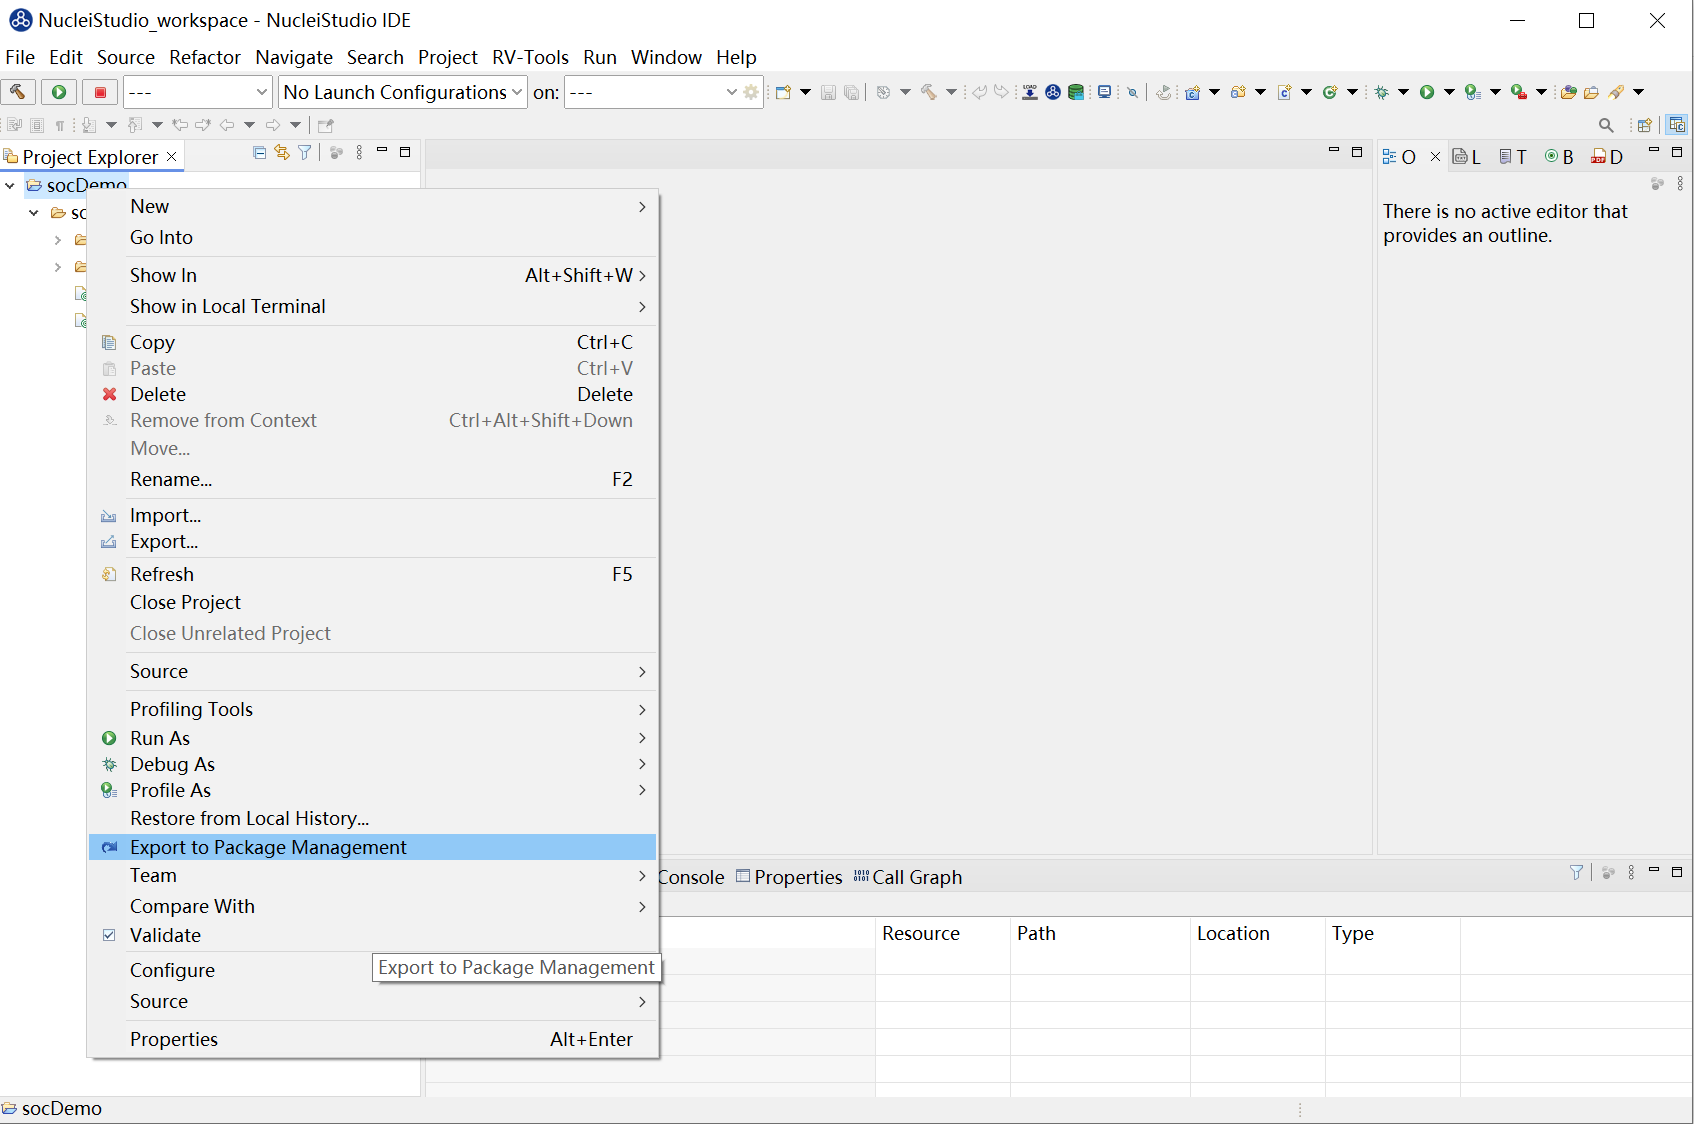 NucleiStudio_workspace - NucleiStudio IDE
File Edit Source Refactor Navigate Search Project RV-Tools Run Window Help
--- No Launch Configurations on: ---
Project Explorer
O L T B D
socDemo
There is no active editor that
provides an outline.
New
Go Into
Show In Alt+Shift+W
Show in Local Terminal
Copy Ctrl+C
Paste Ctrl+V
Delete Delete
Remove from Context Ctrl+Alt+Shift+Down
Move...
Rename... F2
Import...
Export...
Refresh F5
Close Project
Close Unrelated Project
Source
Profiling Tools
Run As
Debug As
Profile As
Restore from Local History...
Export to Package Management
Team
Compare With
Validate
Configure
Export to Package Management
Source
Properties Alt+Enter
Console Properties Call Graph
Resource Path Location Type
socDemo